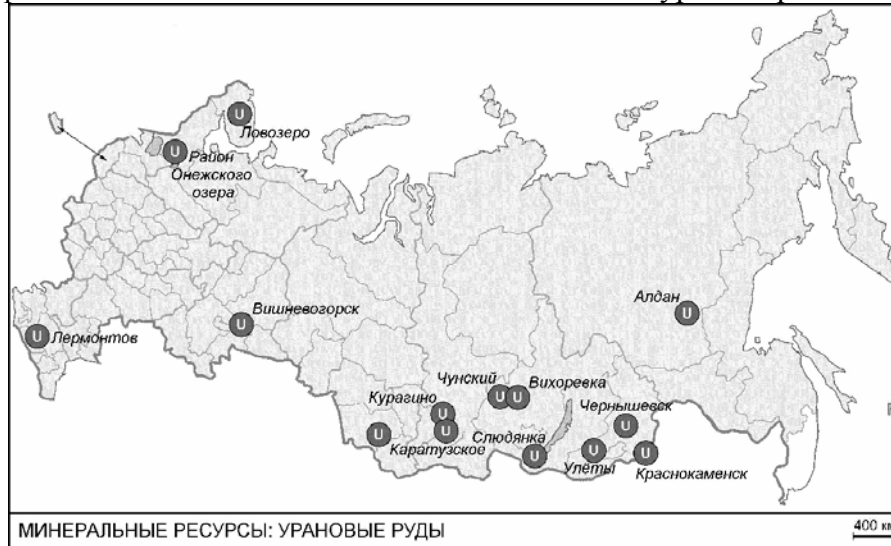 Ловозеро
Район
Онежского
озера
Вишневогорск
Лермонтов
Алдан
Чунский
Вихоревка
Курагино
Чернышевск
Каратузское
Слюдянка
Улёты
Краснокаменск
U
U
U
U
U
U
U
U
U
U
U
U
U
МИНЕРАЛЬНЫЕ РЕСУРСЫ: УРАНОВЫЕ РУДЫ
400 км